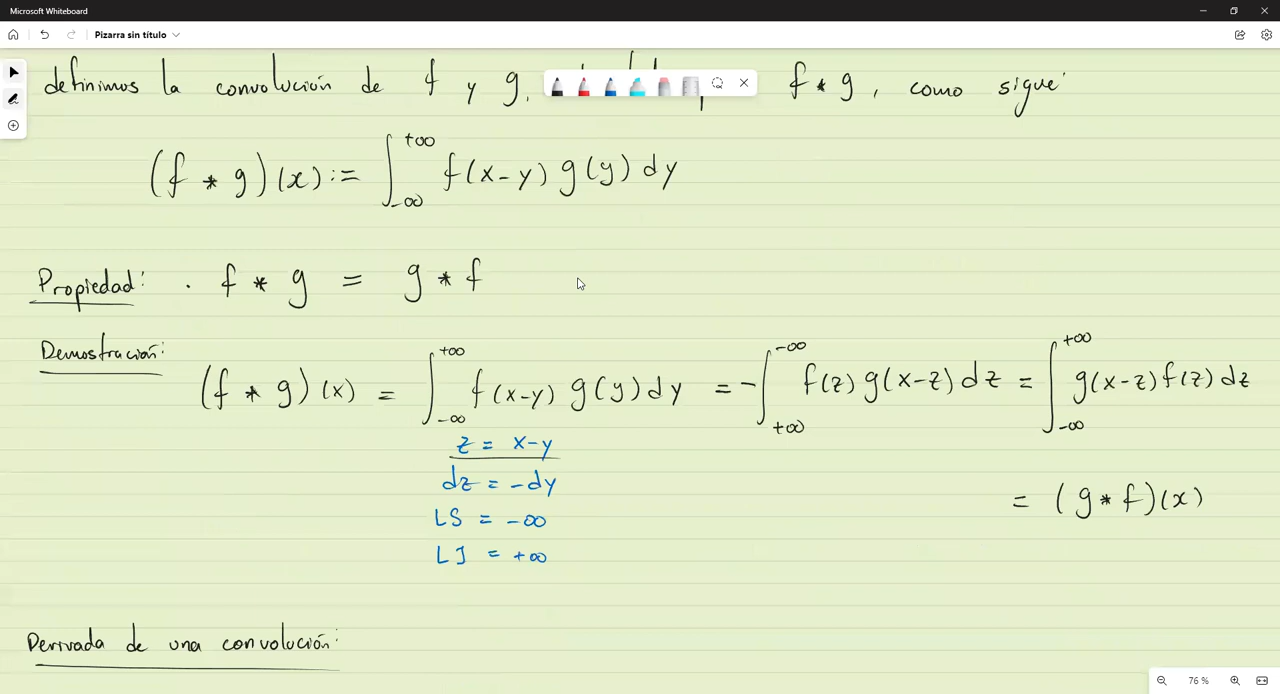 Microsoft Whiteboard
Pizarra sin título
definimos la convolución de f y g, f * g, como sigue:
(f * g)(x) := ∫_{-∞}^{+∞} f(x-y) g(y) dy
Propiedad: · f * g = g * f
Demostración:
(f * g)(x) = ∫_{-∞}^{+∞} f(x-y) g(y) dy = -∫_{+∞}^{-∞} f(z) g(x-z) dz = ∫_{-∞}^{+∞} g(x-z) f(z) dz
z = x-y
dz = -dy
= (g * f)(x)
LS = -∞
LI = +∞
Derivada de una convolución:
76 %